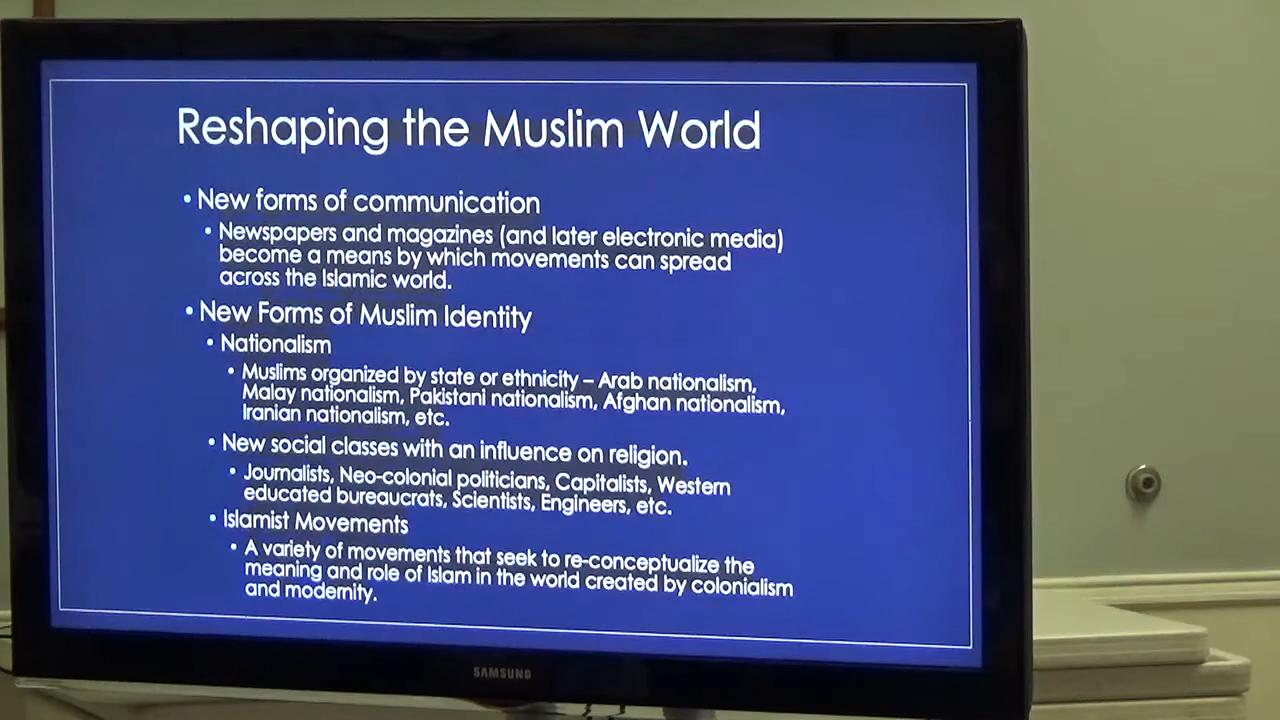 Reshaping the Muslim World
• New forms of communication
• Newspapers and magazines (and later electronic media)
become a means by which movements can spread
across the Islamic world.
• New Forms of Muslim Identity
• Nationalism
• Muslims organized by state or ethnicity – Arab nationalism,
Malay nationalism, Pakistani nationalism, Afghan nationalism,
Iranian nationalism, etc.
• New social classes with an influence on religion.
• Journalists, Neo-colonial politicians, Capitalists, Western
educated bureaucrats, Scientists, Engineers, etc.
• Islamist Movements
• A variety of movements that seek to re-conceptualize the
meaning and role of Islam in the world created by colonialism
and modernity.
SAMSUNG